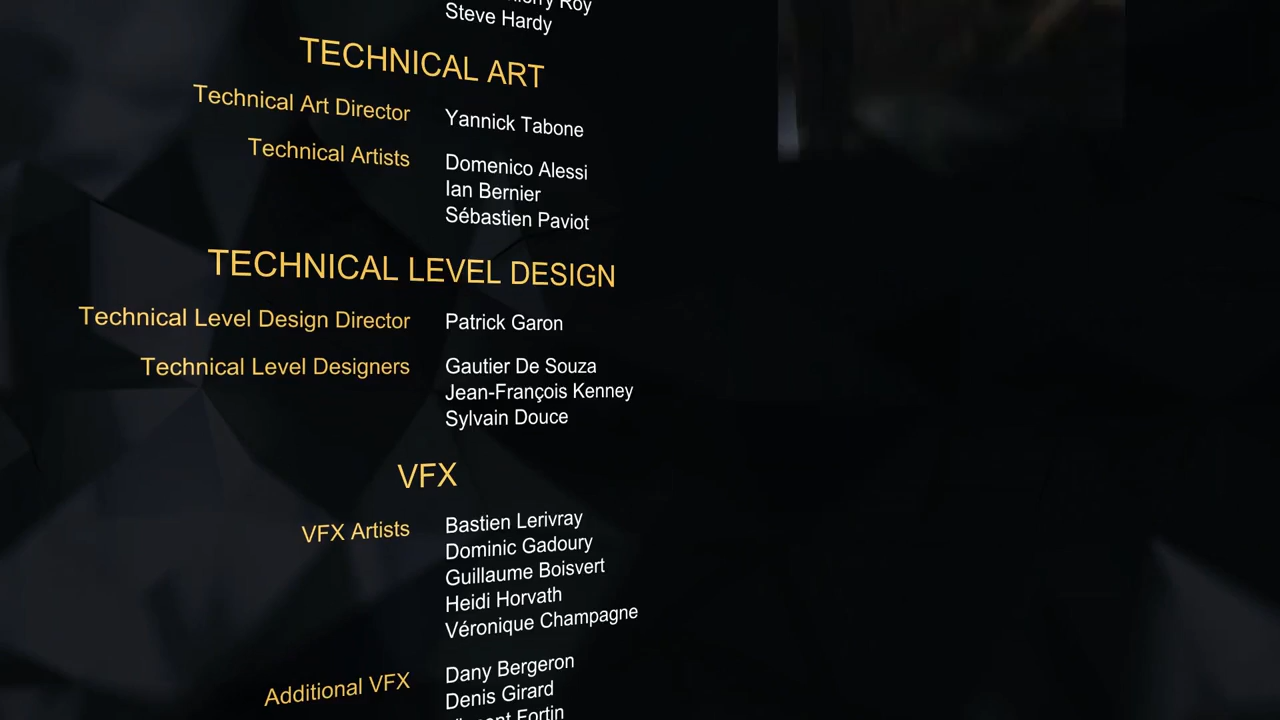 Roy
Steve Hardy
TECHNICAL ART
Technical Art Director Yannick Tabone
Technical Artists Domenico Alessi
Ian Bernier
Sébastien Paviot
TECHNICAL LEVEL DESIGN
Technical Level Design Director Patrick Garon
Technical Level Designers Gautier De Souza
Jean-François Kenney
Sylvain Douce
VFX
VFX Artists Bastien Lerivray
Dominic Gadoury
Guillaume Boisvert
Heidi Horvath
Véronique Champagne
Additional VFX Dany Bergeron
Denis Girard
Fortin